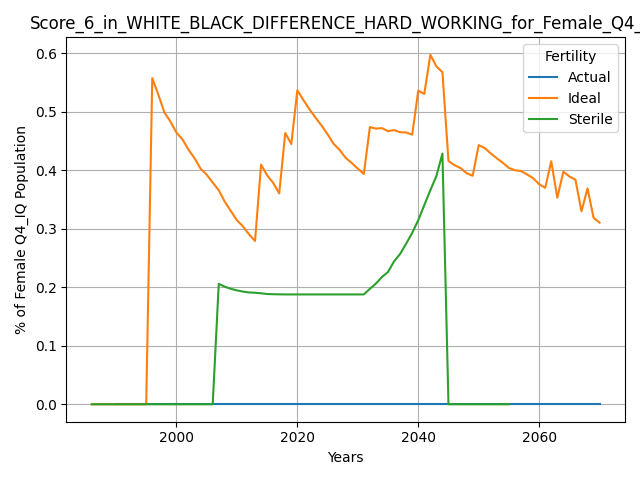 Score_6_in_WHITE_BLACK_DIFFERENCE_HARD_WORKING_for_Female_Q4_
Fertility
Actual
Ideal
Sterile
% of Female Q4_IQ Population
0.6
0.5
0.4
0.3
0.2
0.1
0.0
2000 2020 2040 2060
Years